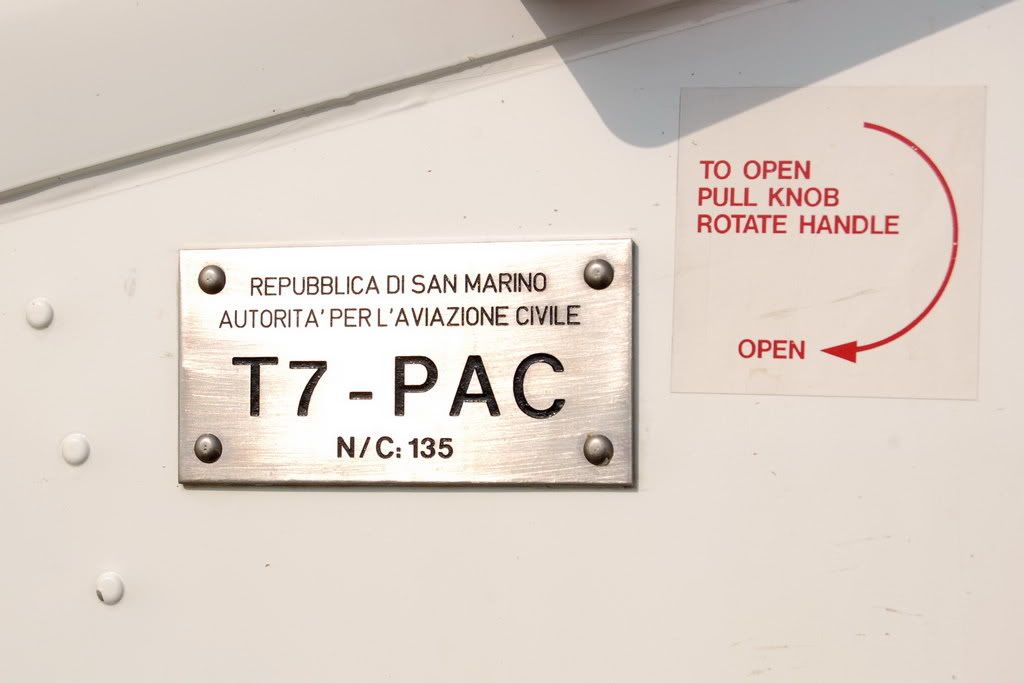 REPUBBLICA DI SAN MARINO
AUTORITA' PER L'AVIAZIONE CIVILE
T7-PAC
N/C: 135
TO OPEN
PULL KNOB
ROTATE HANDLE
OPEN